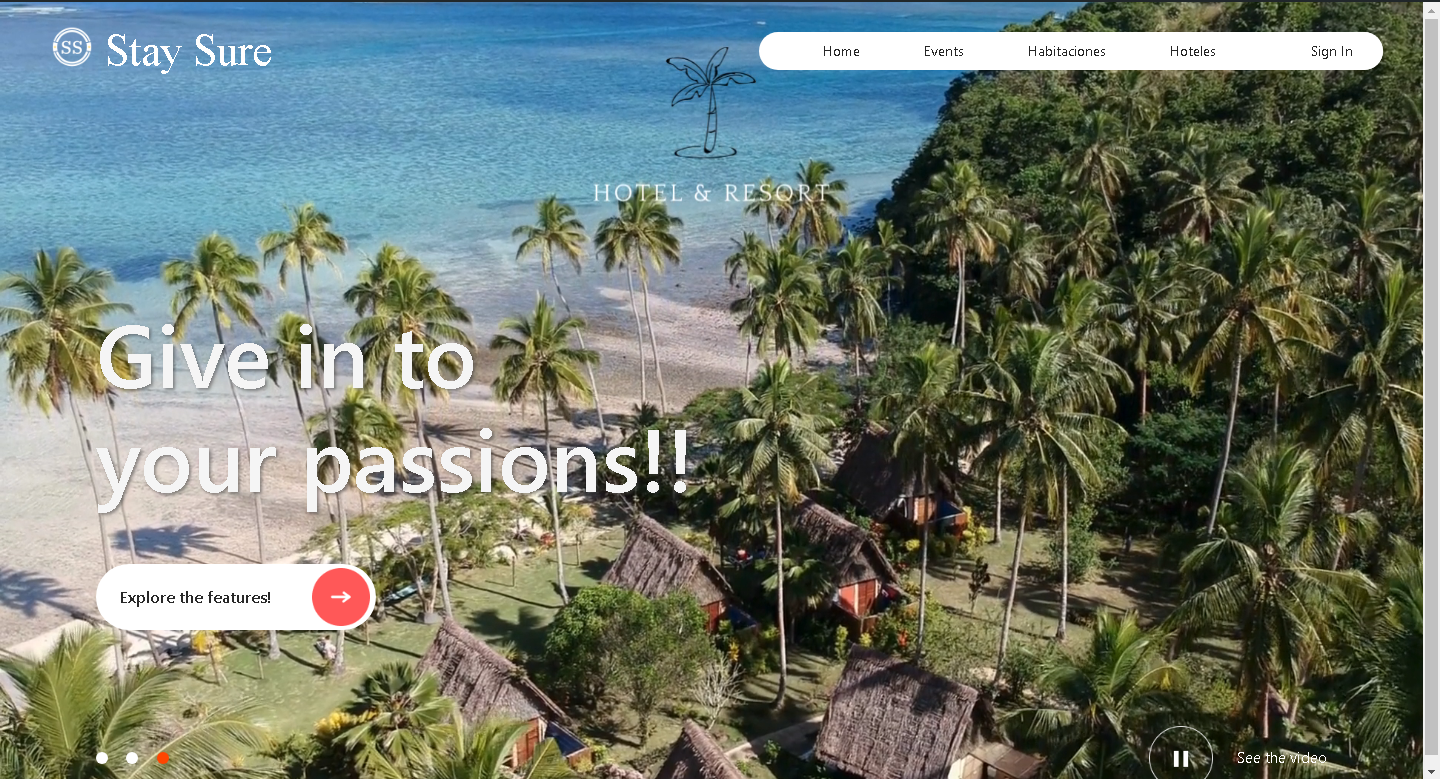 SS Stay Sure
Home Events Habitaciones Hoteles Sign In
HOTEL & RESORT
Give in to
your passions!!
Explore the features!
See the video